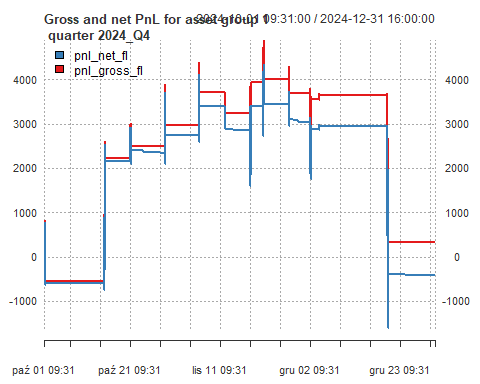 Gross and net PnL for asset group 1
2024-10-01 09:31:00 / 2024-12-31 16:00:00
quarter 2024_Q4
pnl_net_fl
pnl_gross_fl
4000 4000
3000 3000
2000 2000
1000 1000
0 0
-1000 -1000
paź 01 09:31 paź 21 09:31 lis 11 09:31 gru 02 09:31 gru 23 09:31